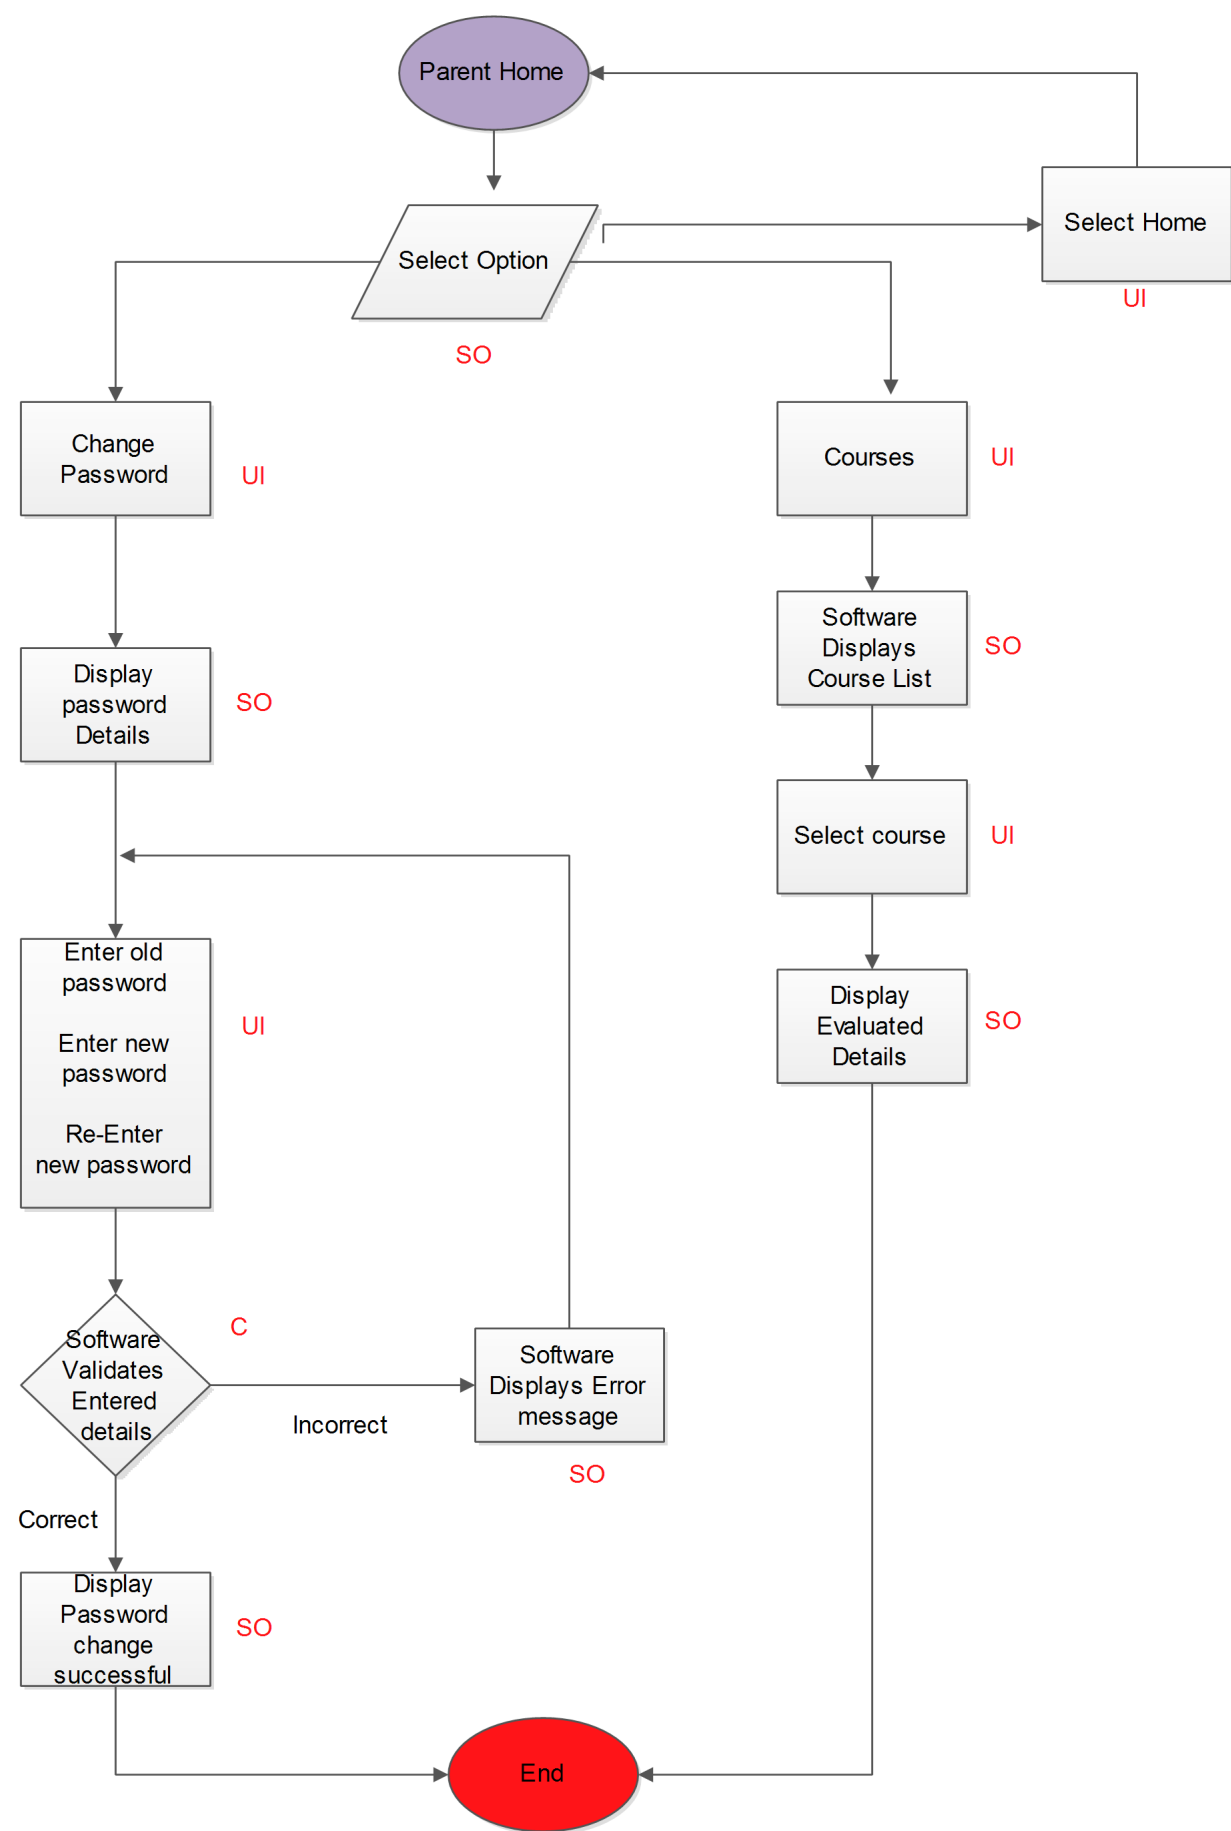 Parent Home
Select Home
UI
Select Option
SO
Change
Password
UI
Courses
UI
Display
password
Details
SO
Software
Displays
Course List
SO
Select course
UI
Enter old
password
Enter new
password
Re-Enter
new password
UI
Display
Evaluated
Details
SO
Software
Validates
Entered
details
C
Incorrect
Software
Displays Error
message
SO
Correct
Display
Password
change
successful
SO
End